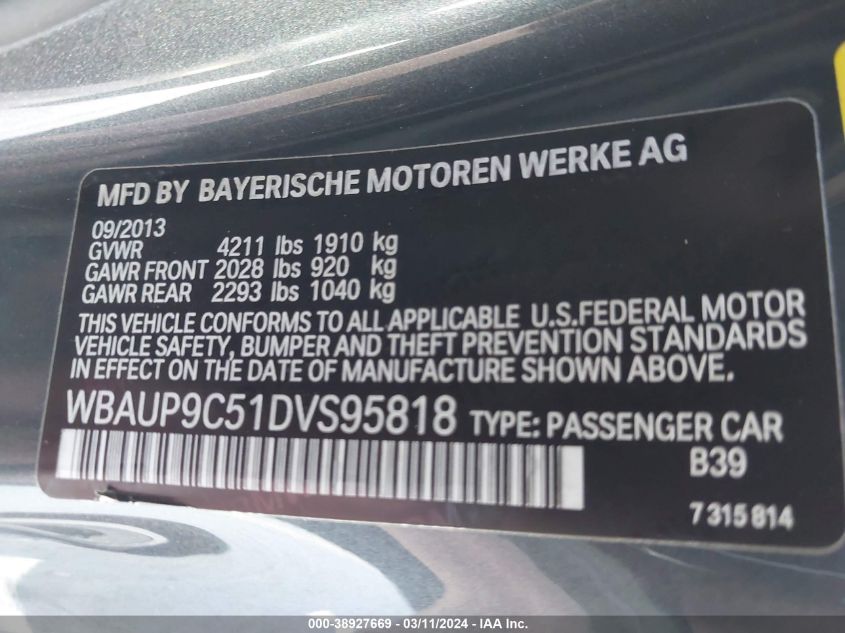 MFD BY BAYERISCHE MOTOREN WERKE AG
09/2013
GVWR 4211 lbs 1910 kg
GAWR FRONT 2028 lbs 920 kg
GAWR REAR 2293 lbs 1040 kg
THIS VEHICLE CONFORMS TO ALL APPLICABLE U.S.FEDERAL MOTOR
VEHICLE SAFETY, BUMPER AND THEFT PREVENTION STANDARDS
IN EFFECT ON THE DATE OF MANUFACTURE SHOWN ABOVE.
WBAUP9C51DVS95818 TYPE: PASSENGER CAR
B39
7315814
000-38927669 - 03/11/2024 - IAA Inc.